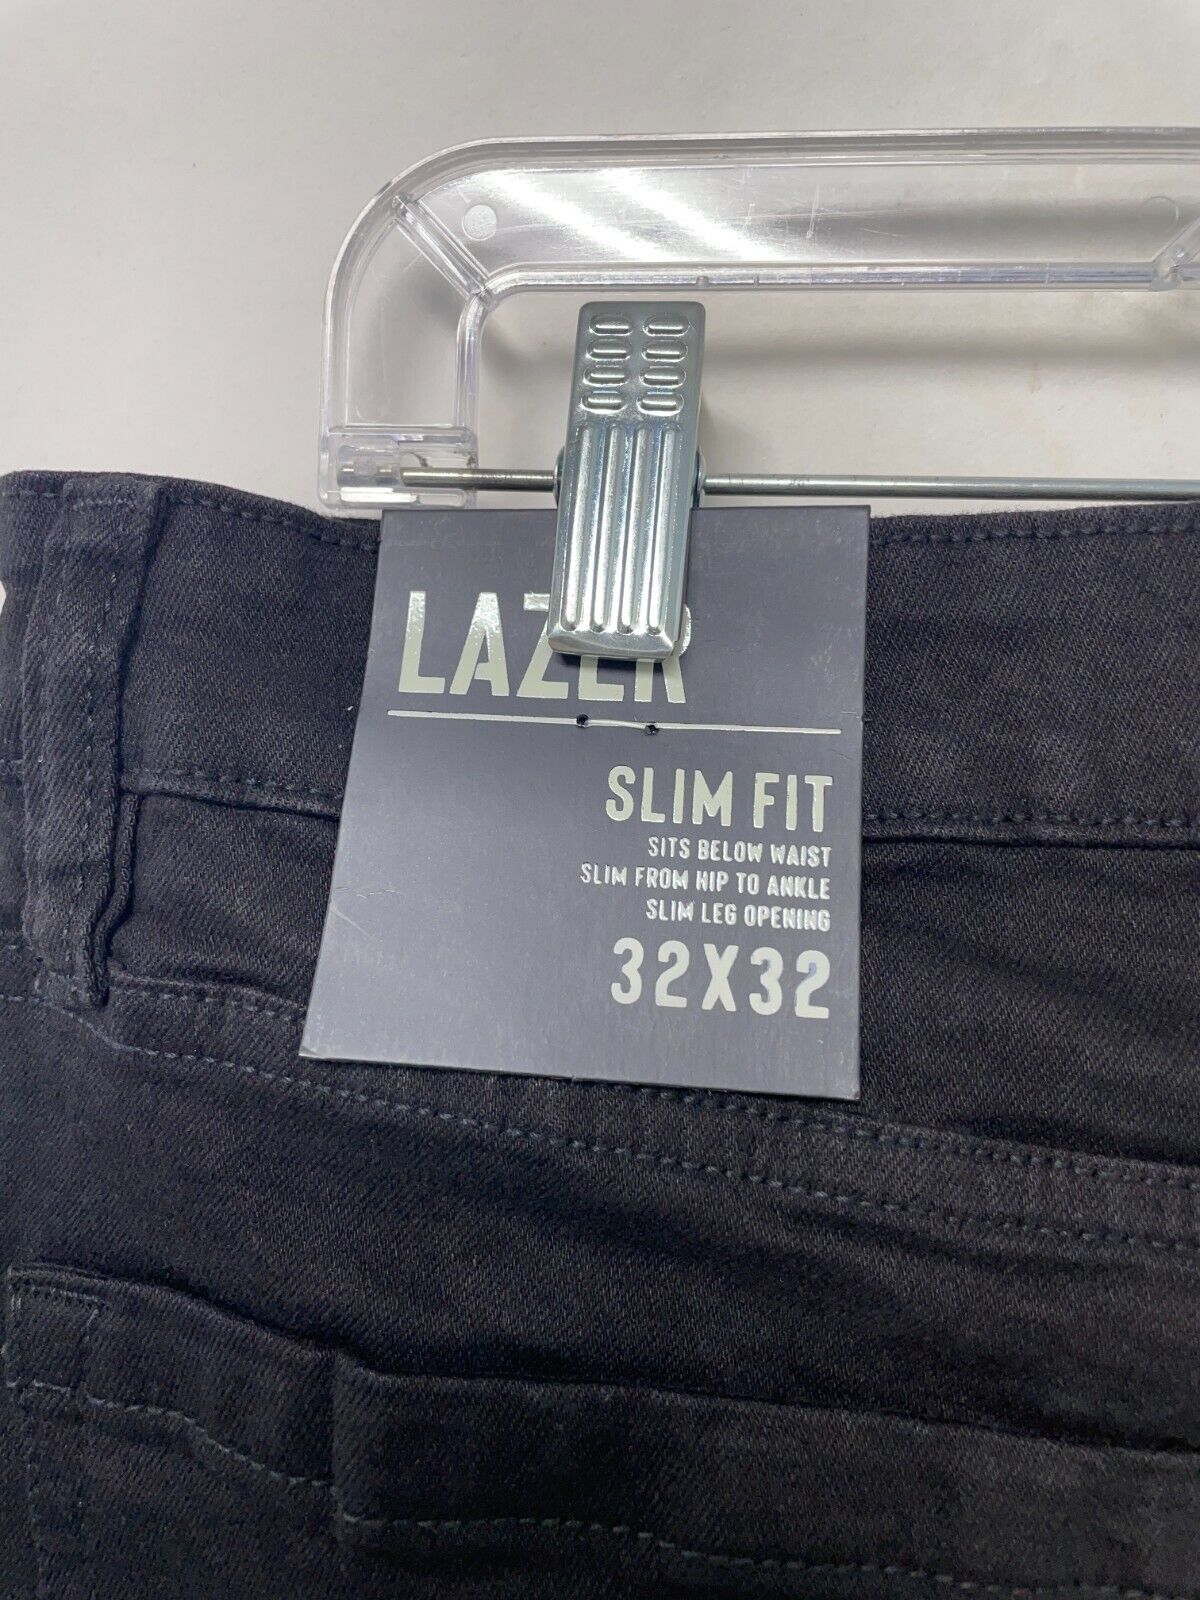 LAZER
SLIM FIT
SITS BELOW WAIST
SLIM FROM HIP TO ANKLE
SLIM LEG OPENING
32X32